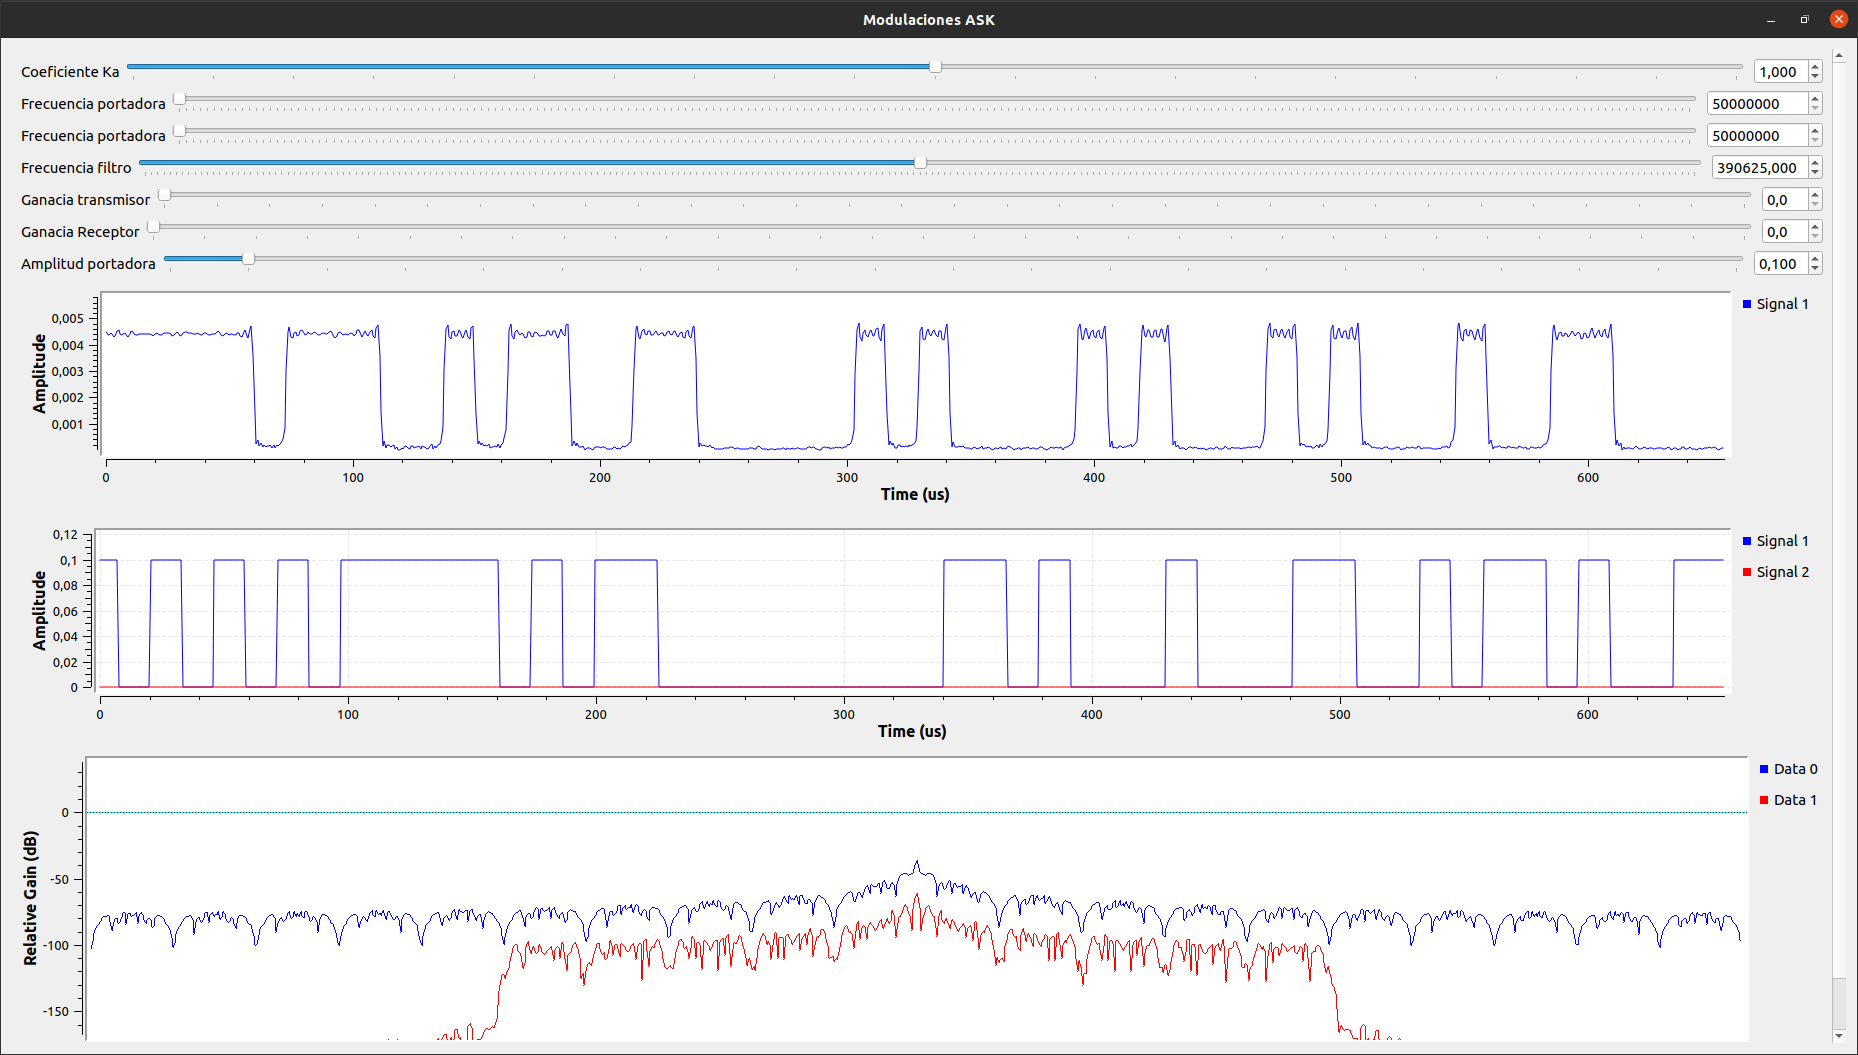 Modulaciones ASK
Coeficiente Ka 1,000
Frecuencia portadora 50000000
Frecuencia portadora 50000000
Frecuencia filtro 390625,000
Ganacia transmisor 0,0
Ganacia Receptor 0,0
Amplitud portadora 0,100
Amplitude
0,005
0,004
0,003
0,002
0,001
0 100 200 300 400 500 600
Time (us)
Signal 1
Amplitude
0,12
0,1
0,08
0,06
0,04
0,02
0
0 100 200 300 400 500 600
Time (us)
Signal 1
Signal 2
Relative Gain (dB)
0
-50
-100
-150
Data 0
Data 1